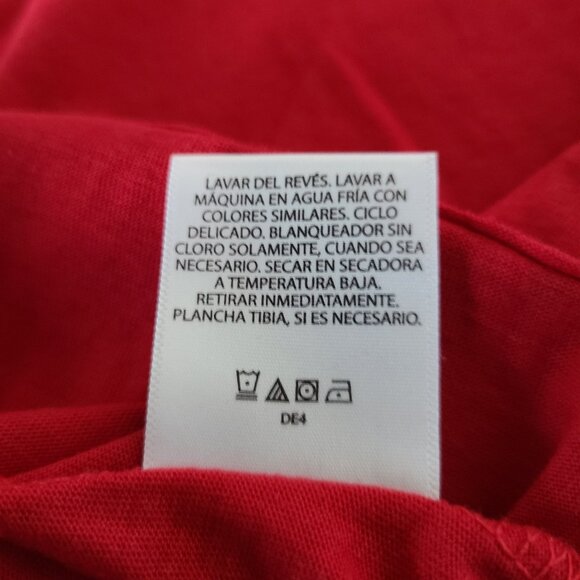 LAVAR DEL REVÉS. LAVAR A
MÁQUINA EN AGUA FRÍA CON
COLORES SIMILARES. CICLO
DELICADO. BLANQUEADOR SIN
CLORO SOLAMENTE, CUANDO SEA
NECESARIO. SECAR EN SECADORA
A TEMPERATURA BAJA.
RETIRAR INMEDIATAMENTE.
PLANCHA TIBIA, SI ES NECESARIO.
DE4